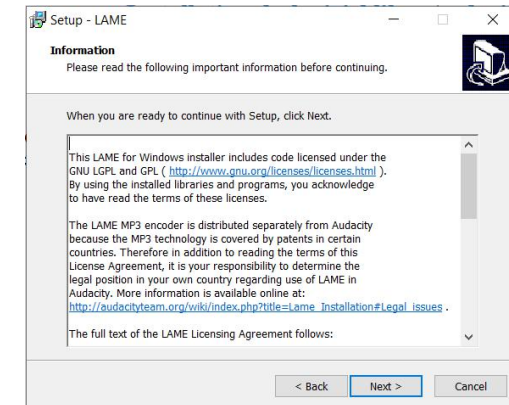 Setup - LAME
Information
Please read the following important information before continuing.
When you are ready to continue with Setup, click Next.
This LAME for Windows installer includes code licensed under the
GNU LGPL and GPL ( http://www.gnu.org/licenses/licenses.html ).
By using the installed libraries and programs, you acknowledge
to have read the terms of these licenses.
The LAME MP3 encoder is distributed separately from Audacity
because the MP3 technology is covered by patents in certain
countries. Therefore in addition to reading the terms of this
License Agreement, it is your responsibility to determine the
legal position in your own country regarding use of LAME in
Audacity. More information is available online at:
http://audacityteam.org/wiki/index.php?title=Lame_Installation#Legal_issues .
The full text of the LAME Licensing Agreement follows:
< Back Next > Cancel